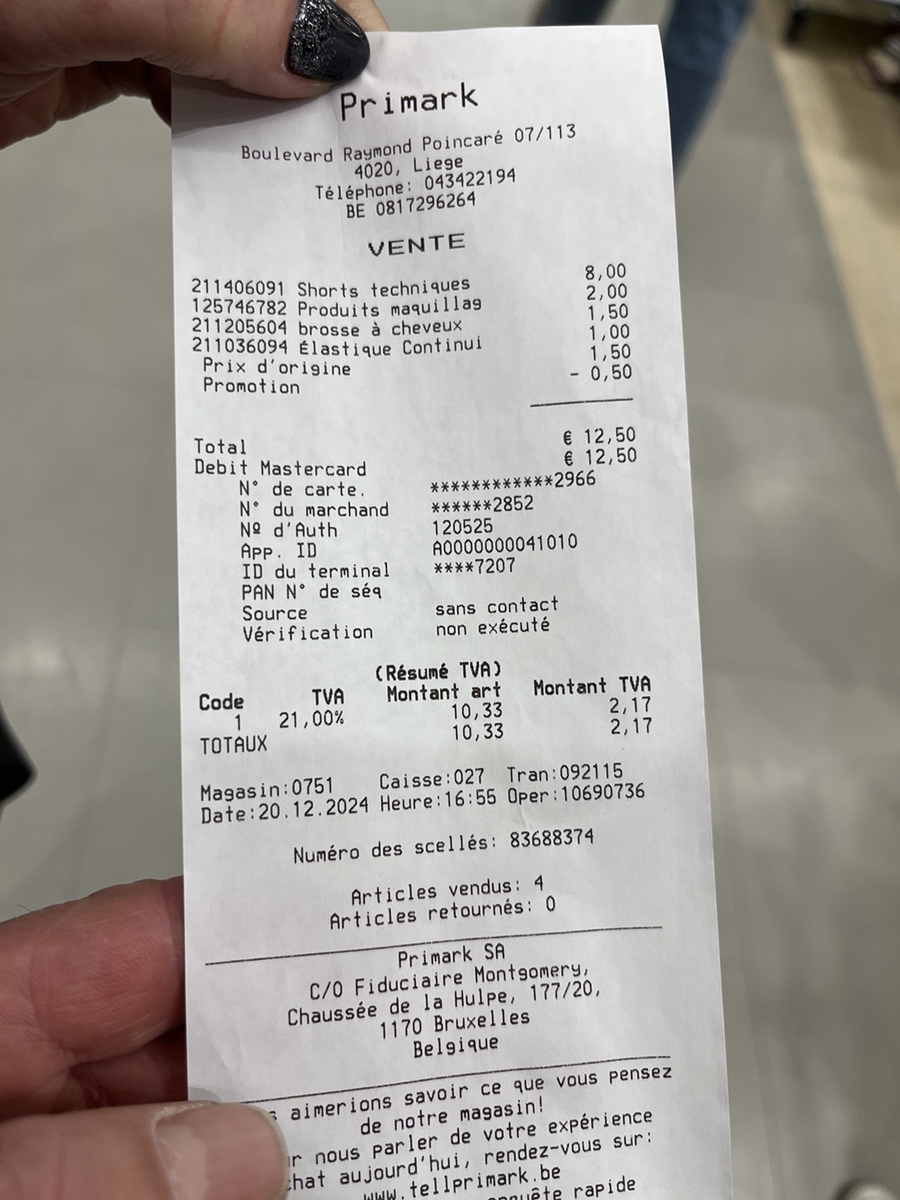 Primark
Boulevard Raymond Poincaré 07/113
4020, Liege
Téléphone: 043422194
BE 0817296264
VENTE
211406091 Shorts techniques 8,00
125746782 Produits maquillag 2,00
211205604 brosse à cheveux 1,50
211036094 Élastique Continui 1,00
Prix d'origine 1,50
Promotion - 0,50
Total € 12,50
Debit Mastercard € 12,50
N° de carte. ************2966
N° du marchand ******2852
Nº d'Auth 120525
App. ID A0000000041010
ID du terminal ****7207
PAN N° de séq
Source sans contact
Vérification non exécuté
(Résumé TVA)
Code TVA Montant art Montant TVA
1 21,00% 10,33 2,17
TOTAUX 10,33 2,17
Magasin:0751 Caisse:027 Tran:092115
Date:20.12.2024 Heure:16:55 Oper:10690736
Numéro des scellés: 83688374
Articles vendus: 4
Articles retournés: 0
Primark SA
C/O Fiduciaire Montgomery,
Chaussée de la Hulpe, 177/20,
1170 Bruxelles
Belgique
aimerions savoir ce que vous pensez
de notre magasin!
nous parler de votre expérience
aujourd'hui, rendez-vous sur:
www.tellprimark.be
rapide